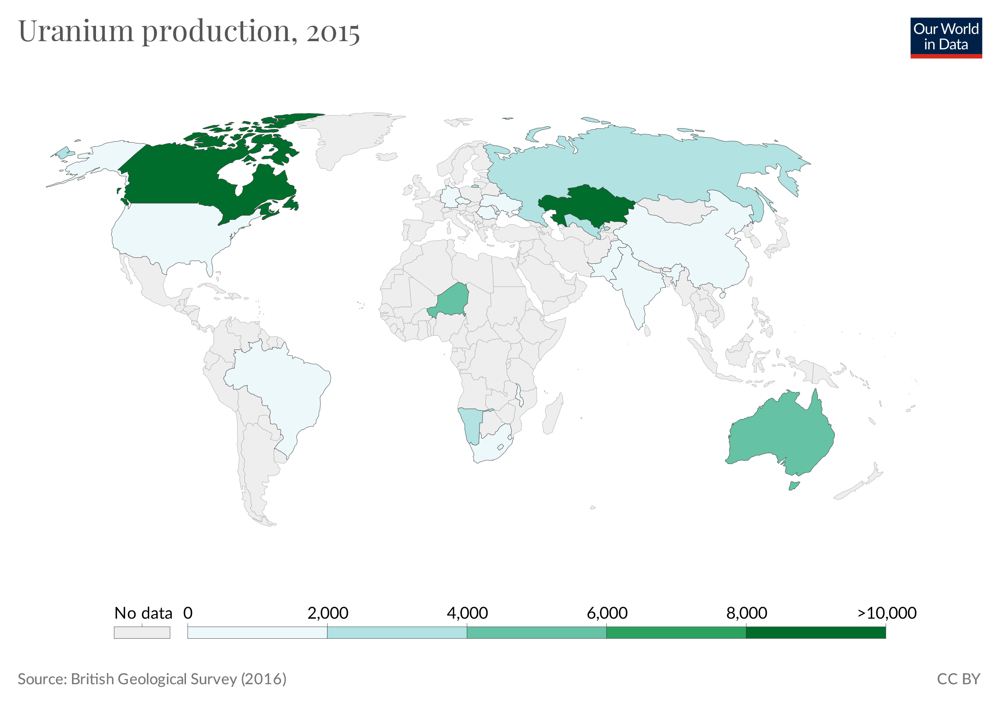 Uranium production, 2015
Our World
in Data
No data
0
2,000
4,000
6,000
8,000
>10,000
Source: British Geological Survey (2016)
CC BY